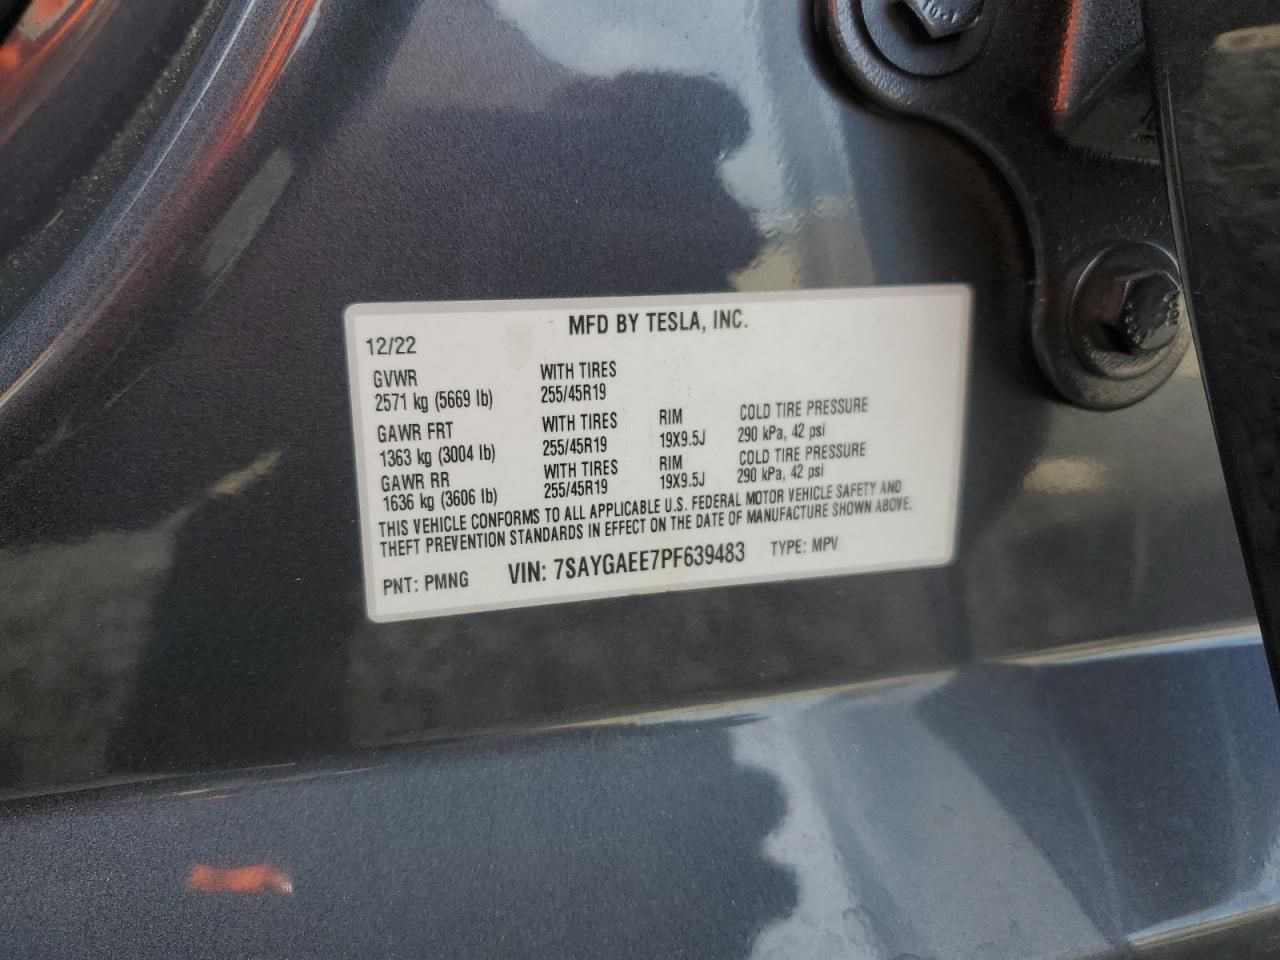 MFD BY TESLA, INC.
12/22
GVWR WITH TIRES
2571 kg (5669 lb) 255/45R19
GAWR FRT WITH TIRES RIM COLD TIRE PRESSURE
1363 kg (3004 lb) 255/45R19 19X9.5J 290 kPa, 42 psi
GAWR RR WITH TIRES RIM COLD TIRE PRESSURE
1636 kg (3606 lb) 255/45R19 19X9.5J 290 kPa, 42 psi
THIS VEHICLE CONFORMS TO ALL APPLICABLE U.S. FEDERAL MOTOR VEHICLE SAFETY AND
THEFT PREVENTION STANDARDS IN EFFECT ON THE DATE OF MANUFACTURE SHOWN ABOVE.
PNT: PMNG VIN: 7SAYGAEE7PF639483 TYPE: MPV